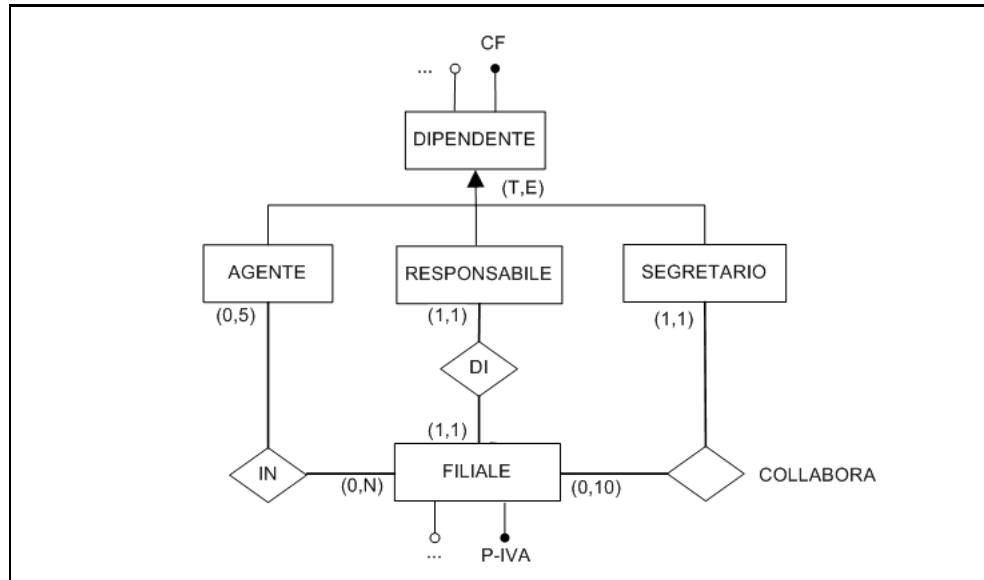 CF
...
DIPENDENTE
(T,E)
AGENTE
RESPONSABILE
SEGRETARIO
(0,5)
(1,1)
(1,1)
DI
(1,1)
IN
(0,N)
FILIALE
(0,10)
COLLABORA
...
P-IVA